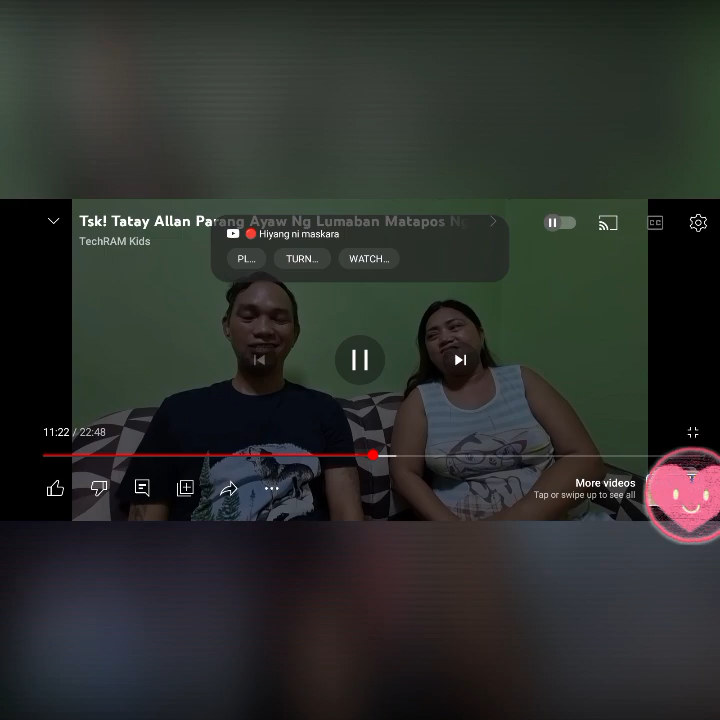 Tsk! Tatay Allan Parang Ayaw Ng Lumaban Matapos
TechRAM Kids
Hiyang ni maskara
PL...
TURN...
WATCH...
CC
11:22 / 22:48
More videos
Tap or swipe up to see all